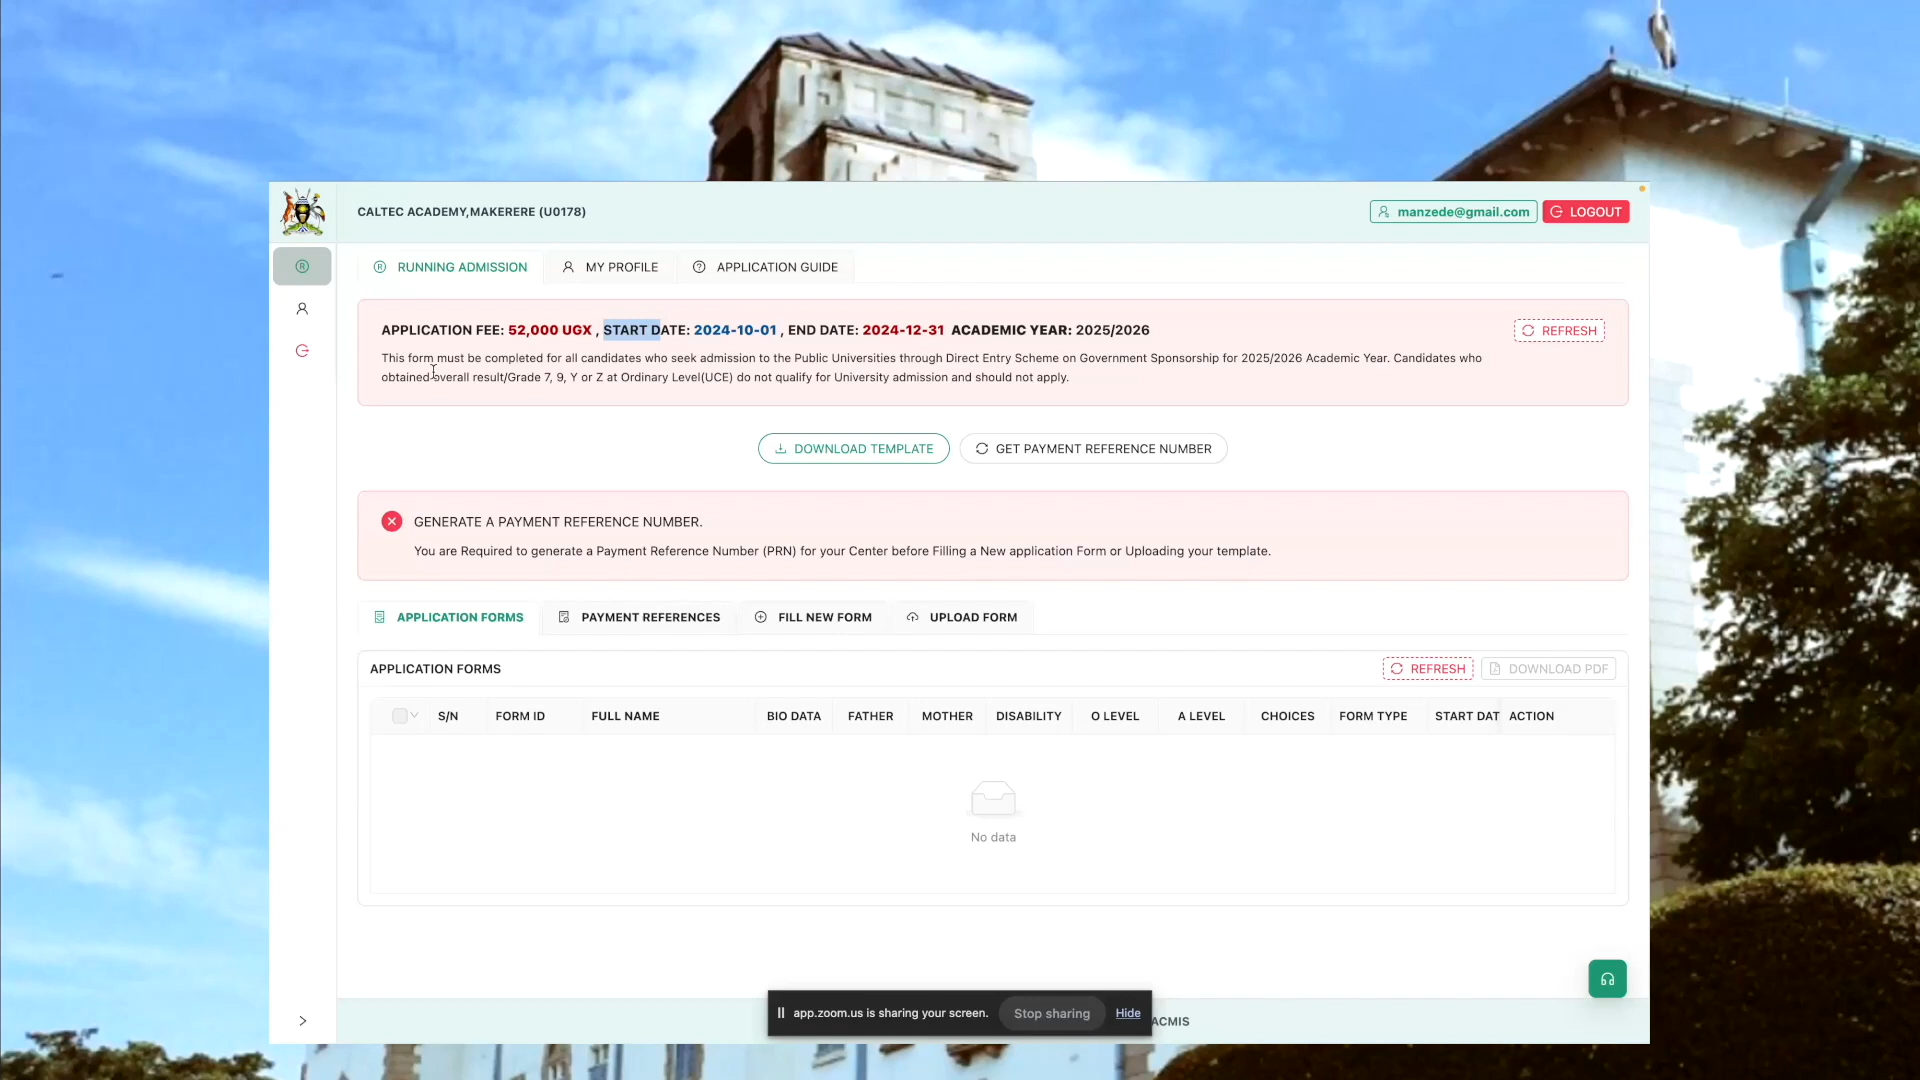 CALTEC ACADEMY,MAKERERE (U0178)
manzede@gmail.com
LOGOUT
RUNNING ADMISSION
MY PROFILE
APPLICATION GUIDE
APPLICATION FEE: 52,000 UGX , START DATE: 2024-10-01 , END DATE: 2024-12-31 ACADEMIC YEAR: 2025/2026
REFRESH
This form must be completed for all candidates who seek admission to the Public Universities through Direct Entry Scheme on Government Sponsorship for 2025/2026 Academic Year. Candidates who
obtained overall result/Grade 7, 9, Y or Z at Ordinary Level(UCE) do not qualify for University admission and should not apply.
DOWNLOAD TEMPLATE
GET PAYMENT REFERENCE NUMBER
GENERATE A PAYMENT REFERENCE NUMBER.
You are Required to generate a Payment Reference Number (PRN) for your Center before Filling a New application Form or Uploading your template.
APPLICATION FORMS
PAYMENT REFERENCES
FILL NEW FORM
UPLOAD FORM
APPLICATION FORMS
REFRESH
DOWNLOAD PDF
S/N FORM ID FULL NAME BIO DATA FATHER MOTHER DISABILITY O LEVEL A LEVEL CHOICES FORM TYPE START DAT ACTION
No data
app.zoom.us is sharing your screen.
Stop sharing
Hide
ACMIS